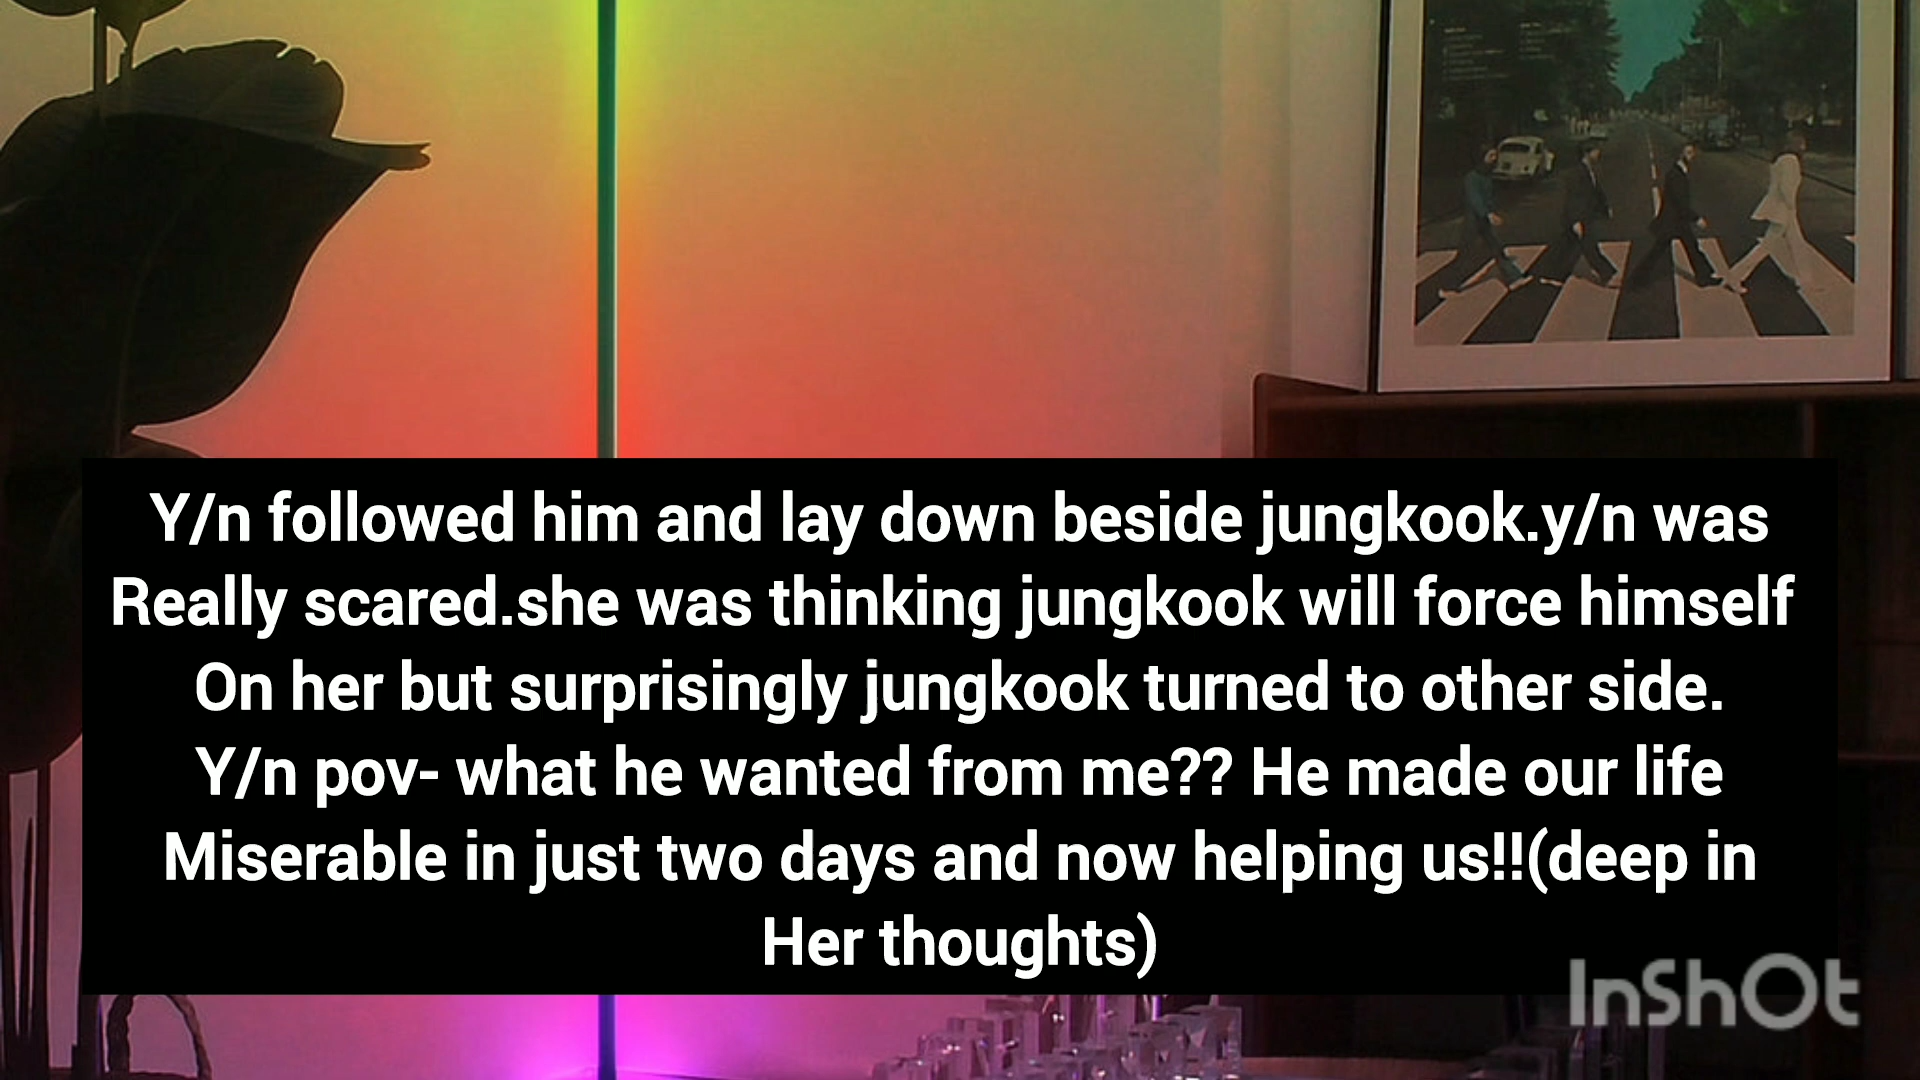 Y/n followed him and lay down beside jungkook.y/n was
Really scared.she was thinking jungkook will force himself
On her but surprisingly jungkook turned to other side.
Y/n pov- what he wanted from me?? He made our life
Miserable in just two days and now helping us!!(deep in
Her thoughts)
InShOt